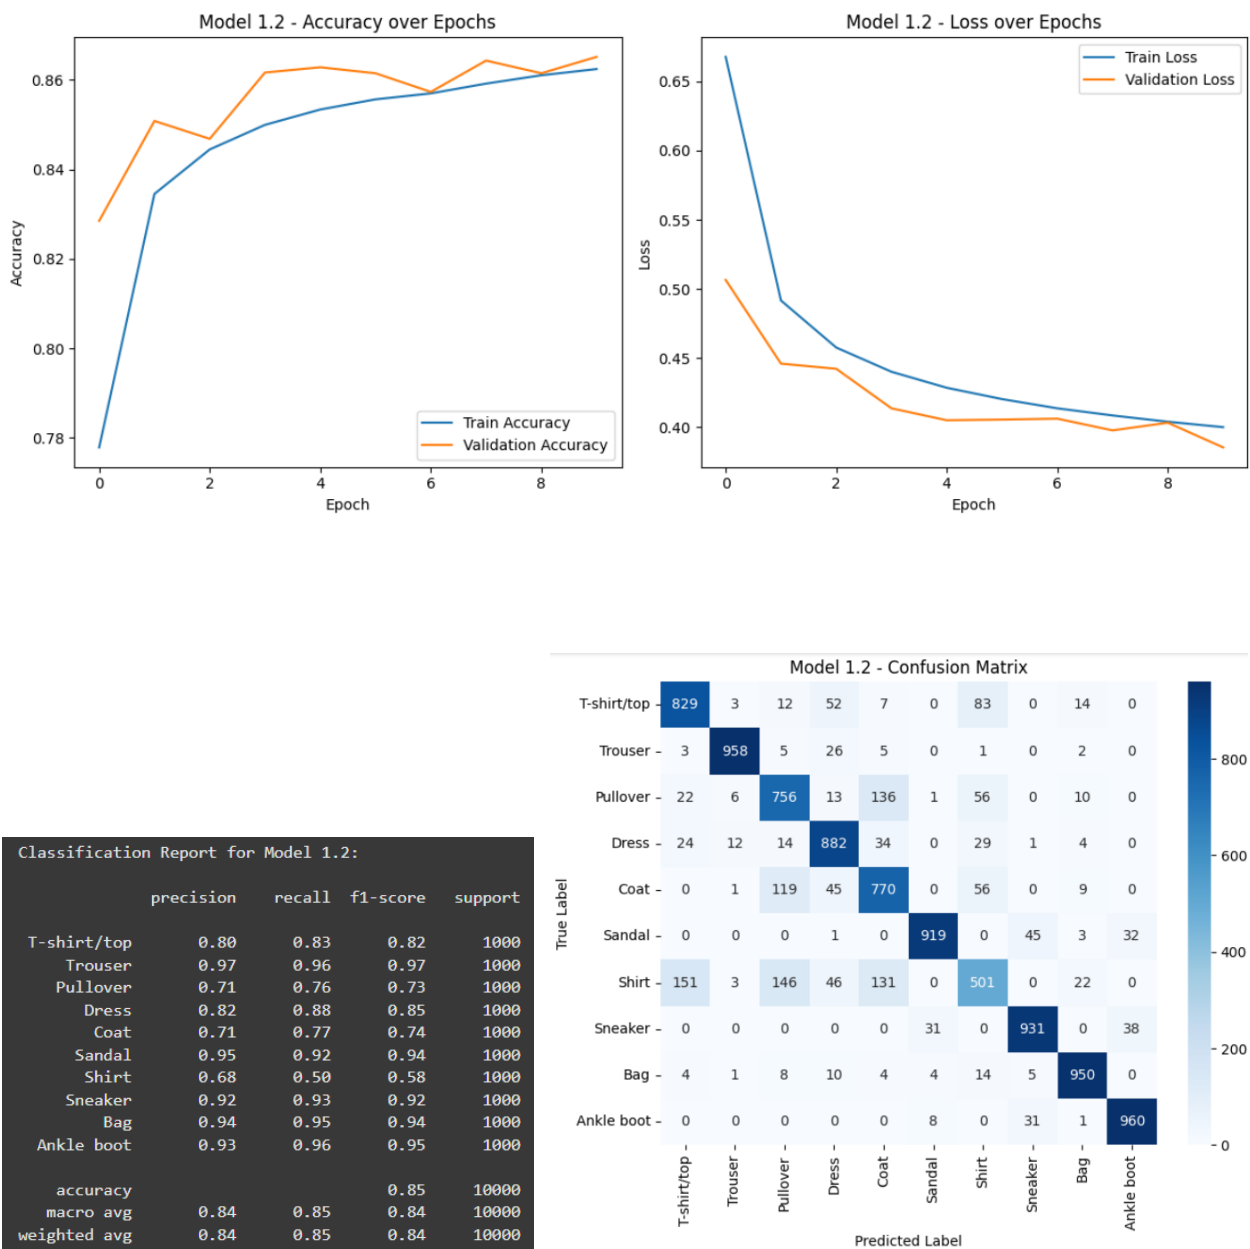 Model 1.2 - Accuracy over Epochs
0.86
0.84
0.82
0.80
0.78
Accuracy
0 2 4 6 8
Epoch
Train Accuracy
Validation Accuracy
Model 1.2 - Loss over Epochs
0.65
0.60
0.55
0.50
0.45
0.40
Loss
0 2 4 6 8
Epoch
Train Loss
Validation Loss
Classification Report for Model 1.2:
precision recall f1-score support
T-shirt/top 0.80 0.83 0.82 1000
Trouser 0.97 0.96 0.97 1000
Pullover 0.71 0.76 0.73 1000
Dress 0.82 0.88 0.85 1000
Coat 0.71 0.77 0.74 1000
Sandal 0.95 0.92 0.94 1000
Shirt 0.68 0.50 0.58 1000
Sneaker 0.92 0.93 0.92 1000
Bag 0.94 0.95 0.94 1000
Ankle boot 0.93 0.96 0.95 1000
accuracy 0.85 10000
macro avg 0.84 0.85 0.84 10000
weighted avg 0.84 0.85 0.84 10000
Model 1.2 - Confusion Matrix
True Label
T-shirt/top 829 3 12 52 7 0 83 0 14 0
Trouser 3 958 5 26 5 0 1 0 2 0
Pullover 22 6 756 13 136 1 56 0 10 0
Dress 24 12 14 882 34 0 29 1 4 0
Coat 0 1 119 45 770 0 56 0 9 0
Sandal 0 0 0 1 0 919 0 45 3 32
Shirt 151 3 146 46 131 0 501 0 22 0
Sneaker 0 0 0 0 0 31 0 931 0 38
Bag 4 1 8 10 4 4 14 5 950 0
Ankle boot 0 0 0 0 0 8 0 31 1 960
T-shirt/top Trouser Pullover Dress Coat Sandal Shirt Sneaker Bag Ankle boot
Predicted Label
800
600
400
200
0